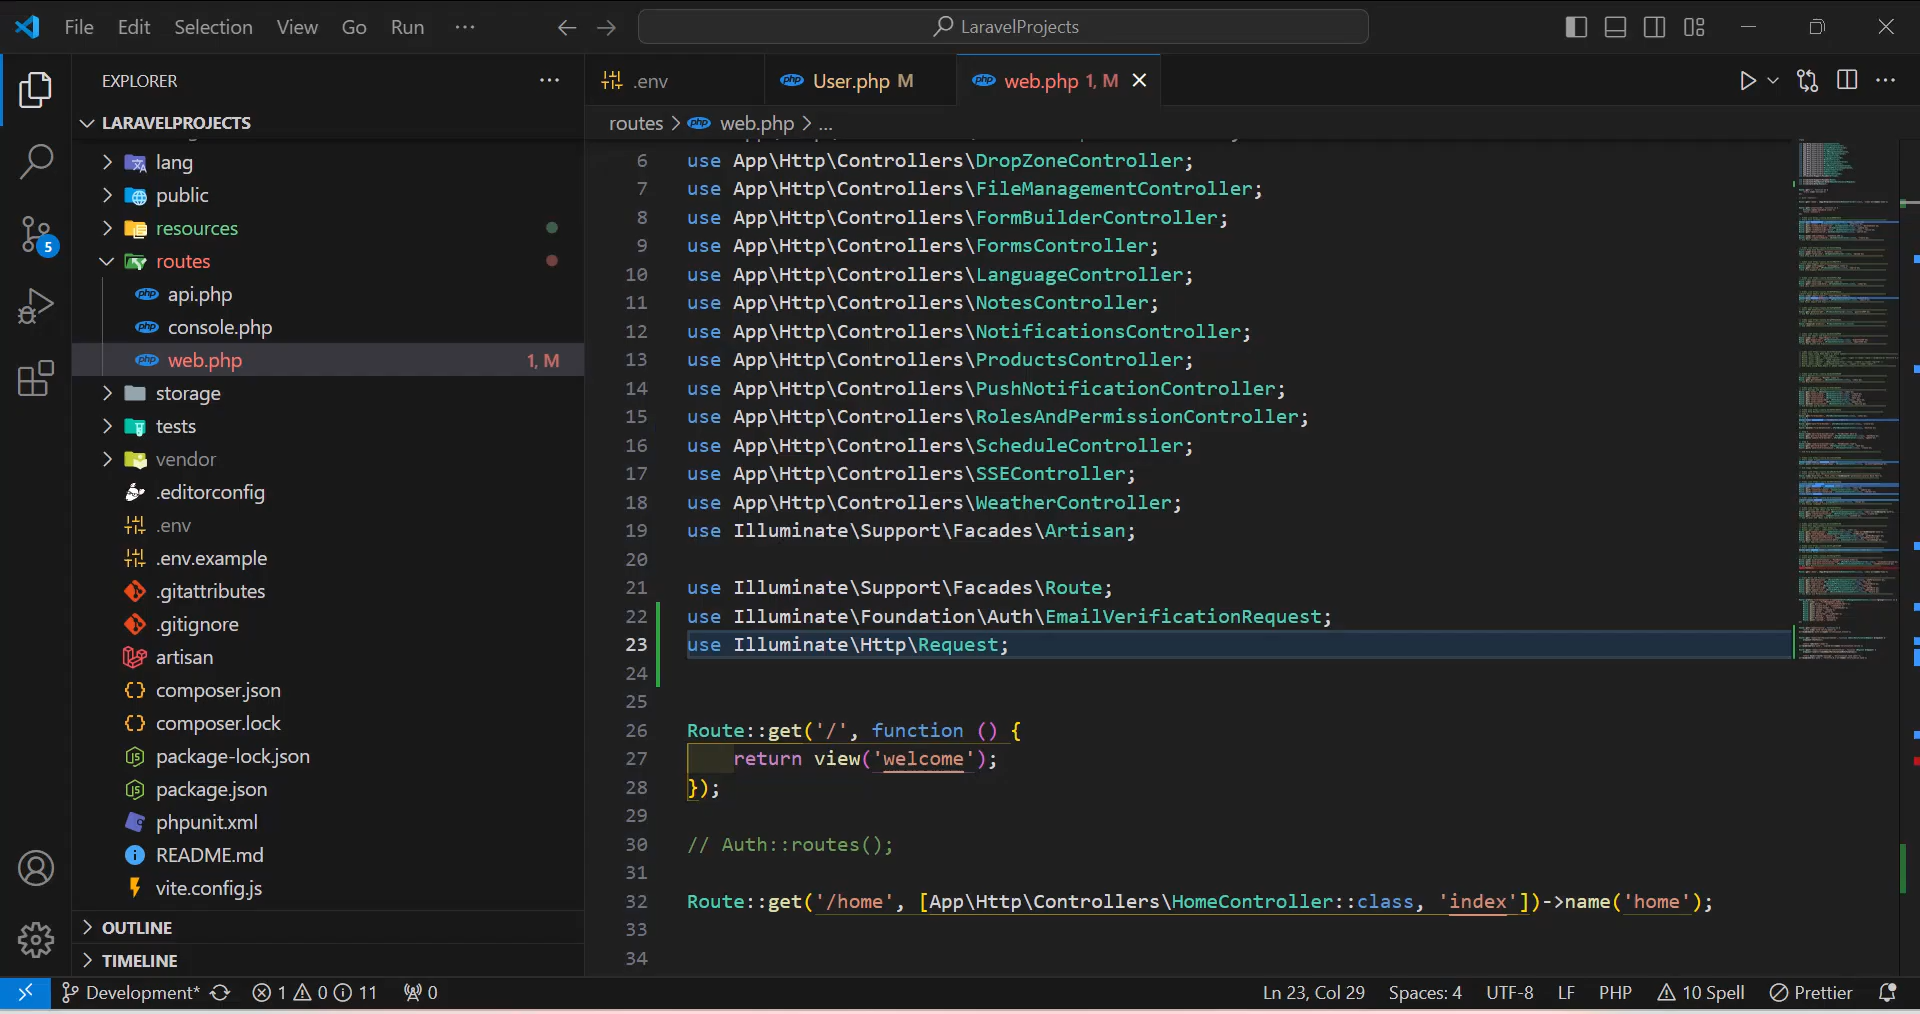 File Edit Selection View Go Run ···
LaravelProjects
EXPLORER
LARAVELPROJECTS
lang
public
resources
routes
php api.php
php console.php
php web.php 1, M
storage
tests
vendor
.editorconfig
.env
.env.example
.gitattributes
.gitignore
artisan
{} composer.json
{} composer.lock
package-lock.json
package.json
phpunit.xml
README.md
vite.config.js
OUTLINE
TIMELINE
5
.env
php User.php M
php web.php 1, M
routes > php web.php > ...
6 use App\Http\Controllers\DropZoneController;
7 use App\Http\Controllers\FileManagementController;
8 use App\Http\Controllers\FormBuilderController;
9 use App\Http\Controllers\FormsController;
10 use App\Http\Controllers\LanguageController;
11 use App\Http\Controllers\NotesController;
12 use App\Http\Controllers\NotificationsController;
13 use App\Http\Controllers\ProductsController;
14 use App\Http\Controllers\PushNotificationController;
15 use App\Http\Controllers\RolesAndPermissionController;
16 use App\Http\Controllers\ScheduleController;
17 use App\Http\Controllers\SSEController;
18 use App\Http\Controllers\WeatherController;
19 use Illuminate\Support\Facades\Artisan;
20
21 use Illuminate\Support\Facades\Route;
22 use Illuminate\Foundation\Auth\EmailVerificationRequest;
23 use Illuminate\Http\Request;
24
25
26 Route::get('/', function () {
27 return view('welcome');
28 });
29
30 // Auth::routes();
31
32 Route::get('/home', [App\Http\Controllers\HomeController::class, 'index'])->name('home');
33
34
Development* 1 0 11 0
Ln 23, Col 29 Spaces: 4 UTF-8 LF PHP 10 Spell Prettier